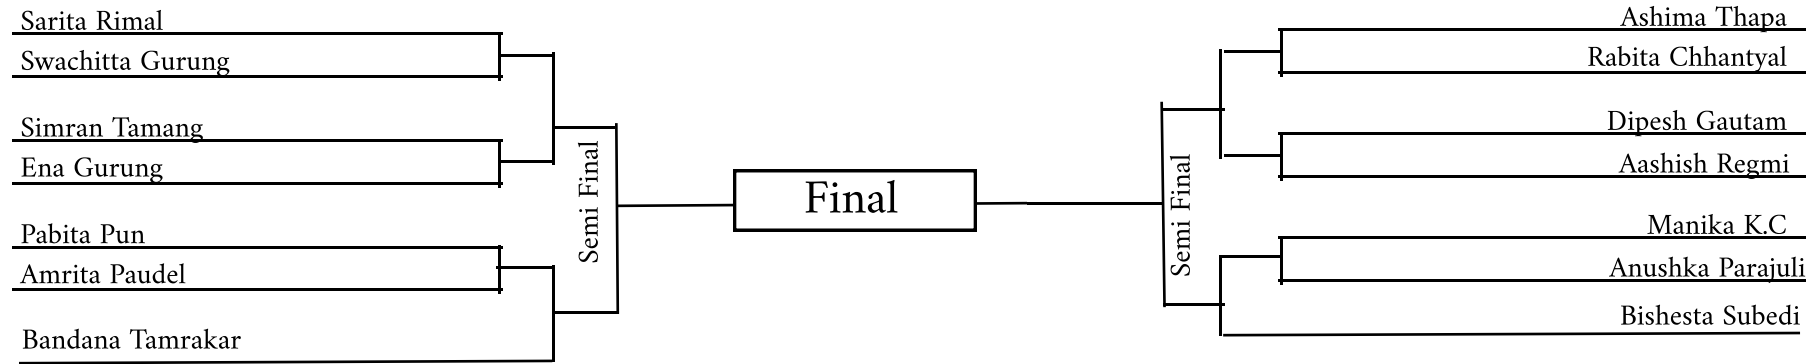 Sarita Rimal
Swachitta Gurung
Simran Tamang
Ena Gurung
Pabita Pun
Amrita Paudel
Bandana Tamrakar
Semi Final
Final
Semi Final
Ashima Thapa
Rabita Chhantyal
Dipesh Gautam
Aashish Regmi
Manika K.C
Anushka Parajuli
Bishesta Subedi